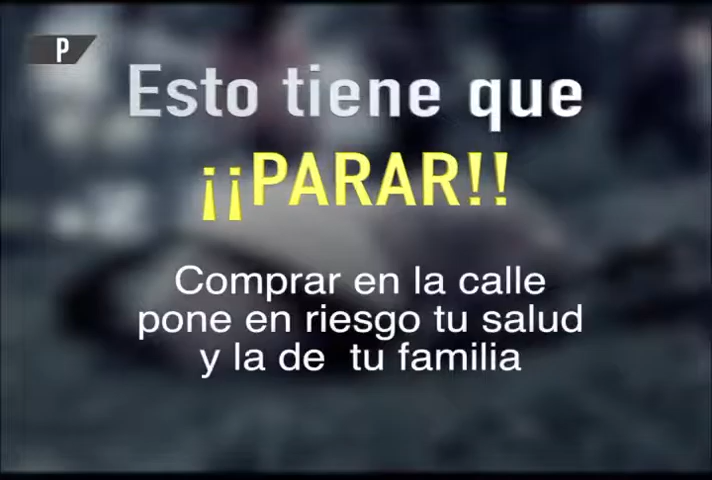 P
Esto tiene que
¡¡PARAR!!
Comprar en la calle
pone en riesgo tu salud
y la de tu familia